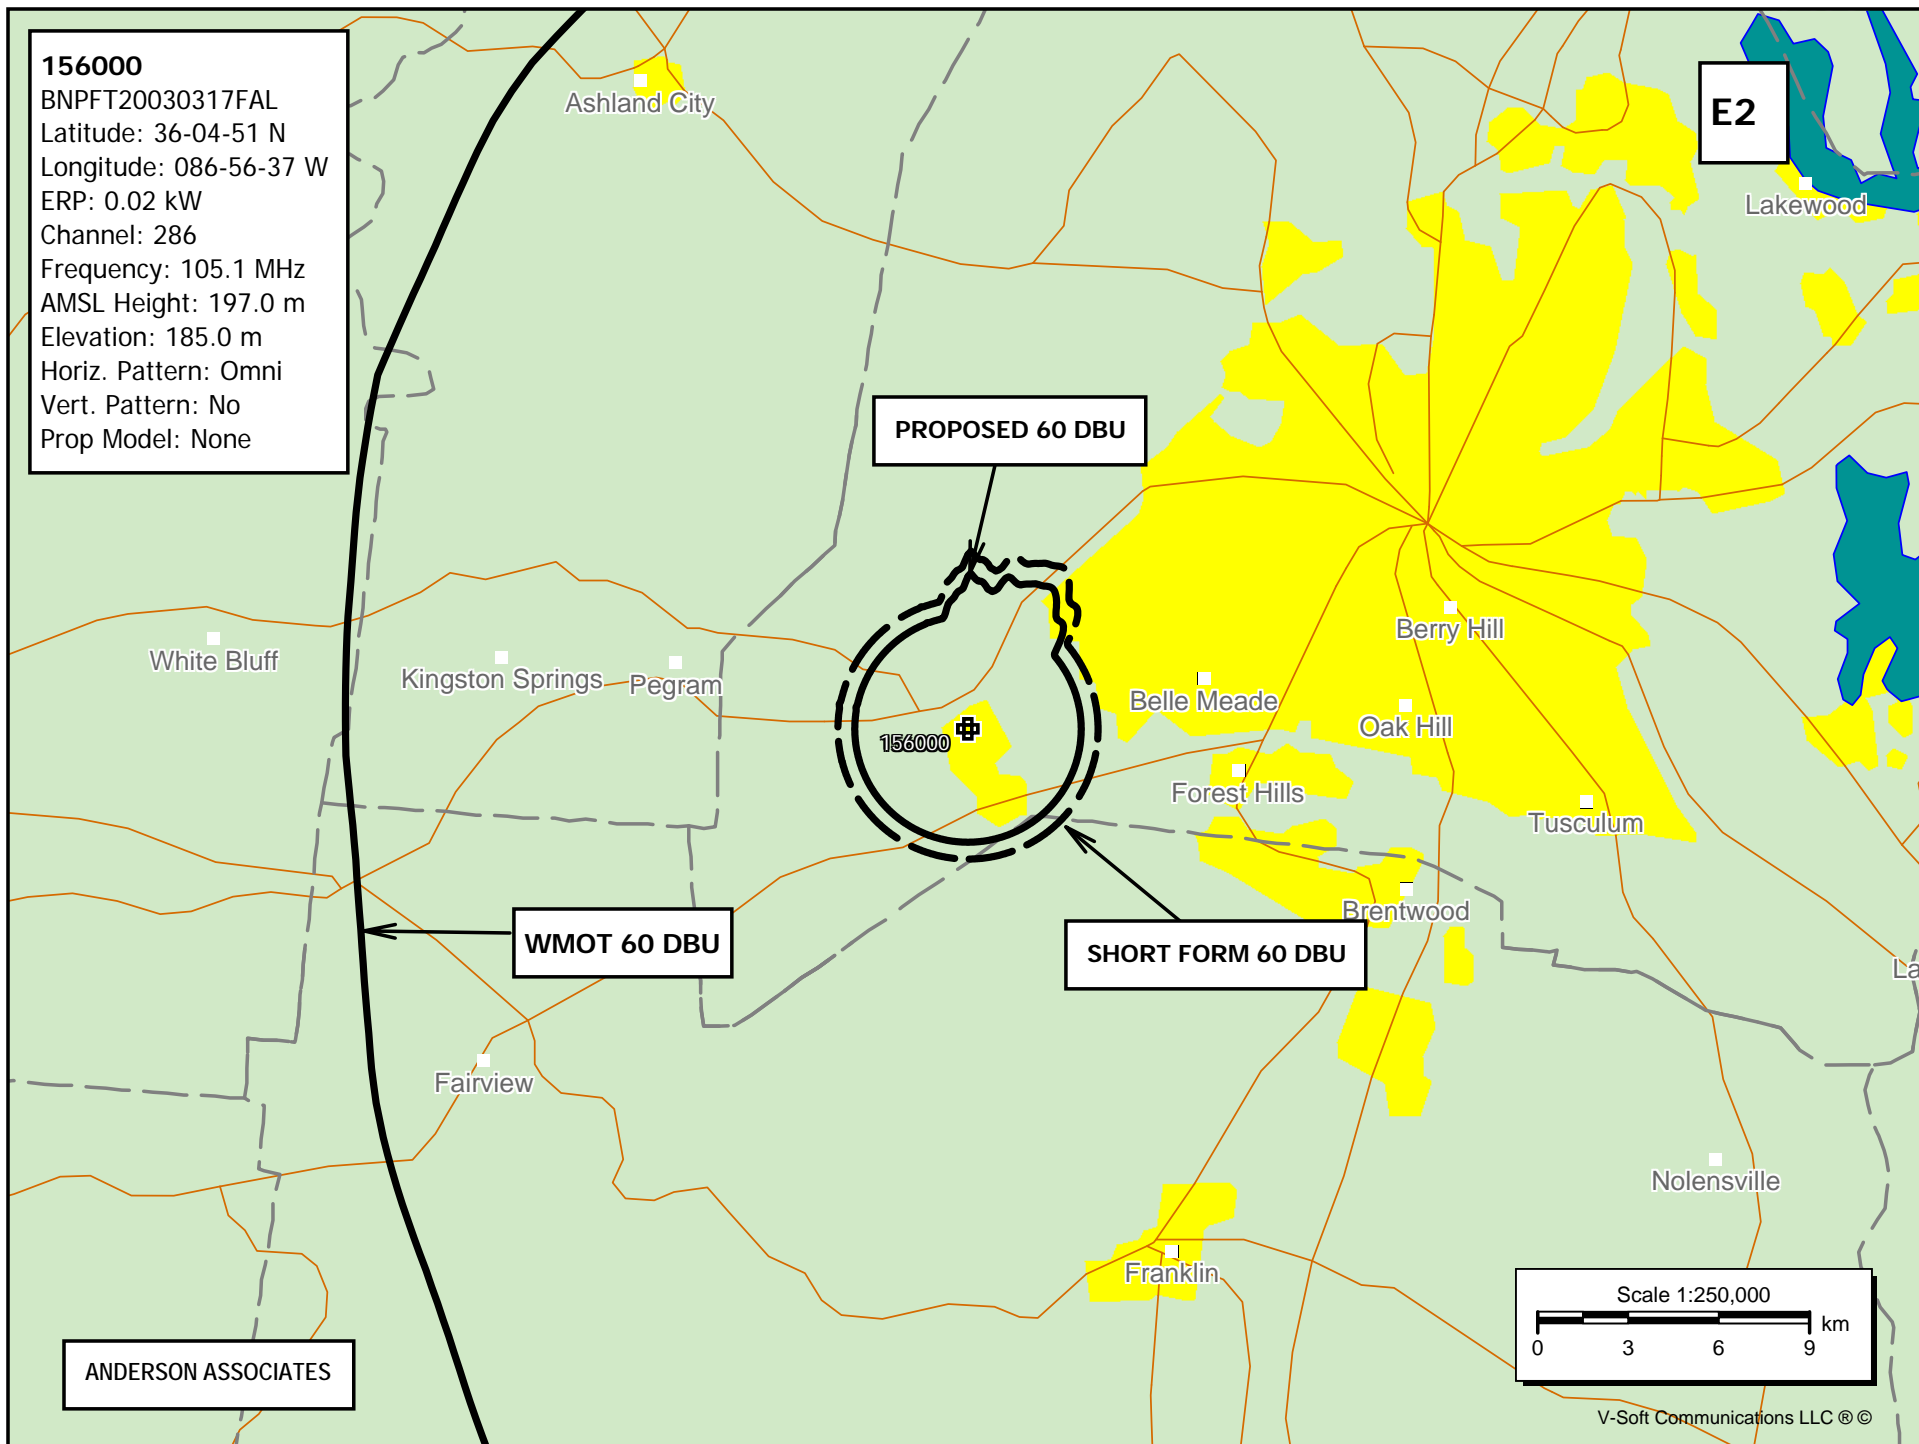 156000
BNPFT20030317FAL
Latitude: 36-04-51 N
Longitude: 086-56-37 W
ERP: 0.02 kW
Channel: 286
Frequency: 105.1 MHz
AMSL Height: 197.0 m
Elevation: 185.0 m
Horiz. Pattern: Omni
Vert. Pattern: No
Prop Model: None
Ashland City
E2
Lakewood
PROPOSED 60 DBU
White Bluff
Kingston Springs
Pegram
Berry Hill
Belle Meade
Oak Hill
156000
Forest Hills
Tusculum
Brentwood
WMOT 60 DBU
SHORT FORM 60 DBU
La
Fairview
Nolensville
Franklin
Scale 1:250,000
km
0 3 6 9
ANDERSON ASSOCIATES
V-Soft Communications LLC ® ©